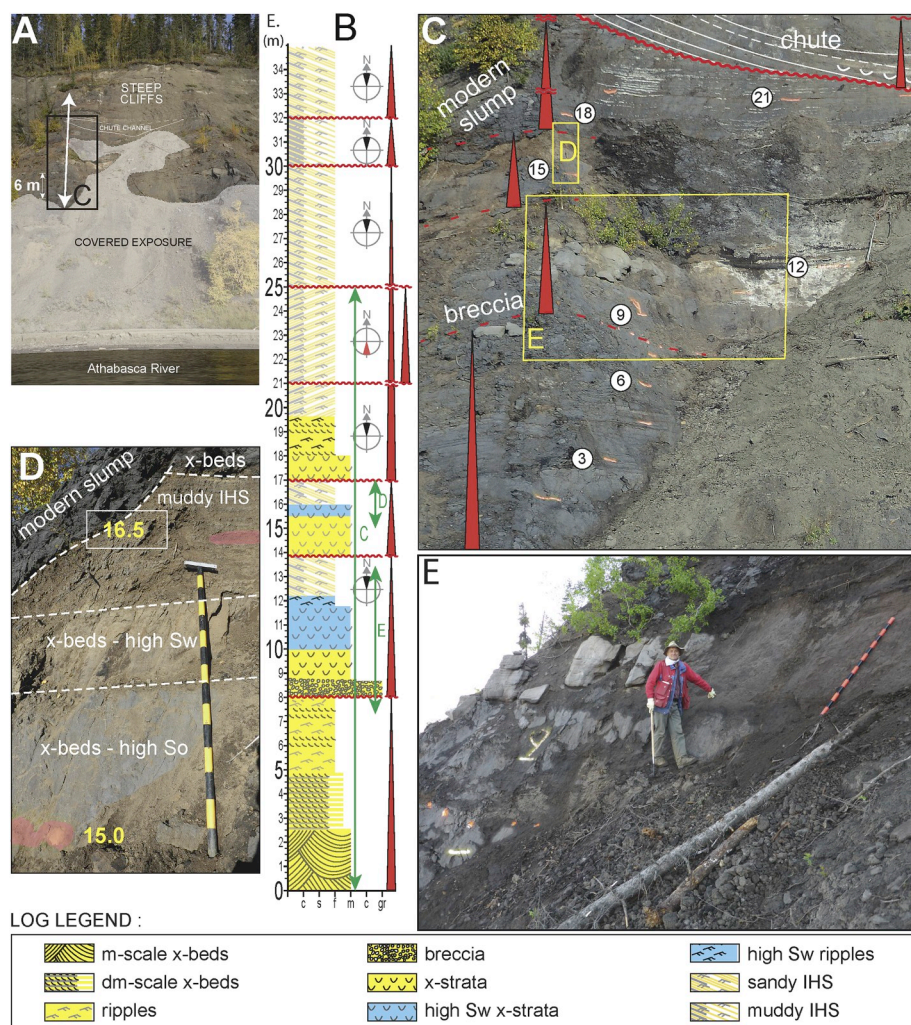 A
STEEP
CLIFFS
CHUTE CHANNEL
6 m
C
COVERED EXPOSURE
Athabasca River
E.
(m)
B
34
33
32
31
30
29
28
27
26
25
24
23
22
21
20
19
18
17
16
15
14
13
12
11
10
9
8
7
6
5
4
3
2
1
0
c s f m c gr
N
N
N
N
N
N
D
C
E
C
chute
modern
slump
21
18
D
15
12
breccia
9
E
6
3
D
x-beds
modern slump
muddy IHS
16.5
x-beds - high Sw
x-beds - high So
15.0
E
9
LOG LEGEND :
m-scale x-beds
dm-scale x-beds
ripples
breccia
x-strata
high Sw x-strata
high Sw ripples
sandy IHS
muddy IHS